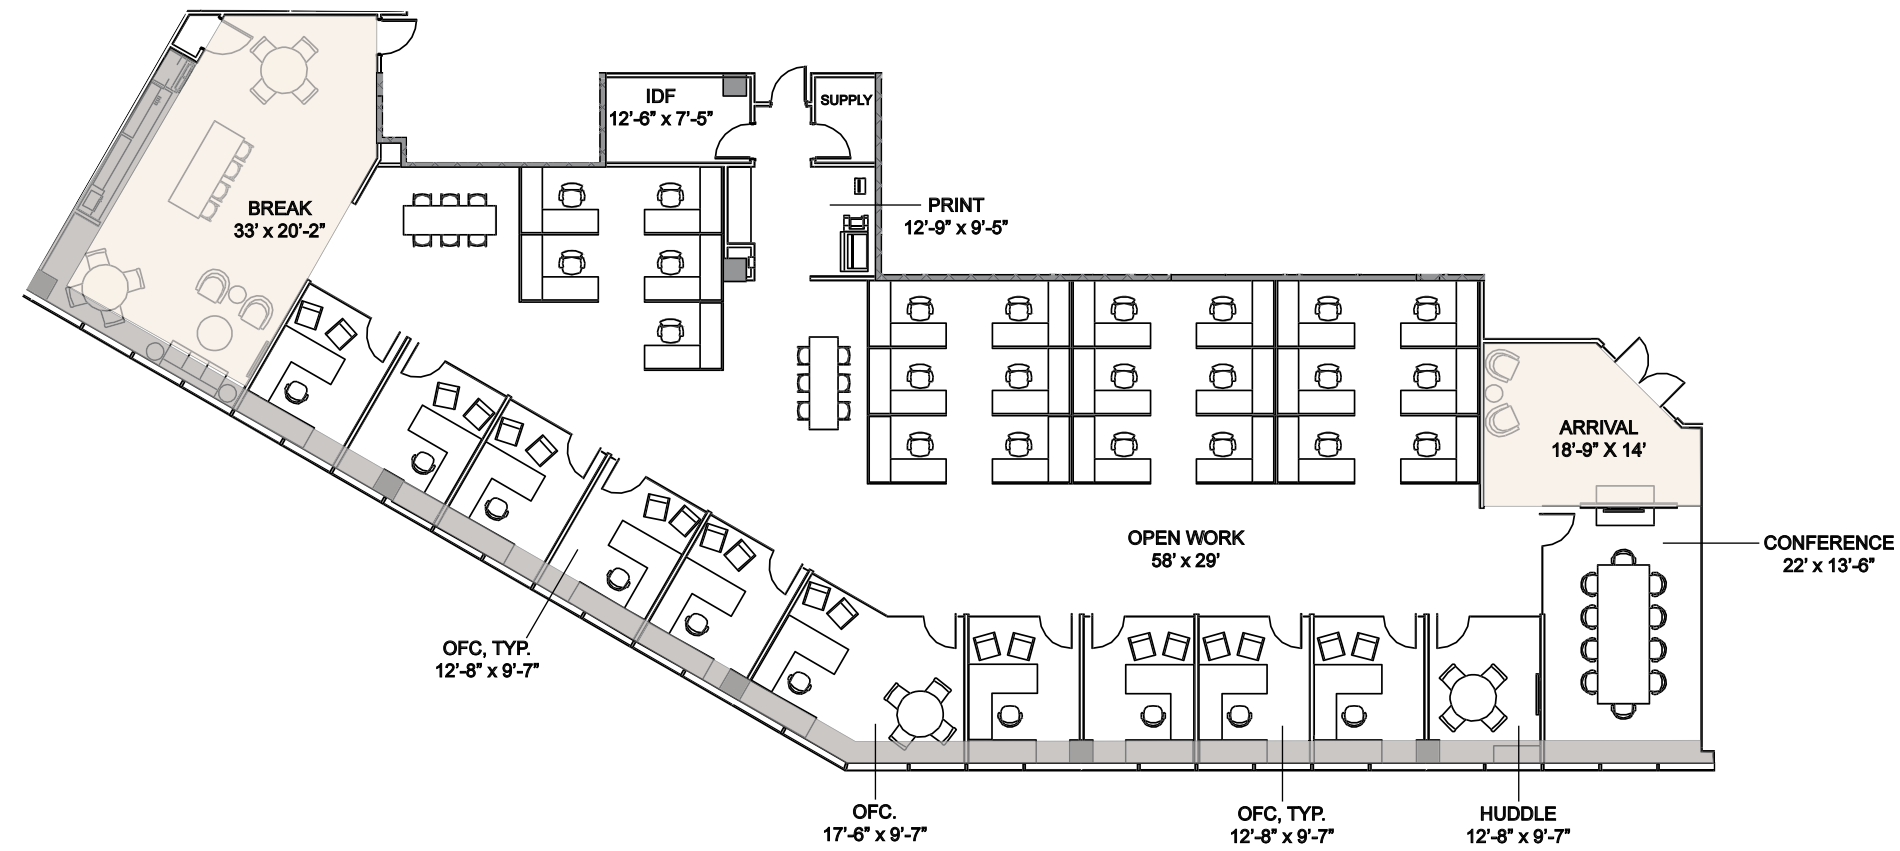 IDF
12'-6” x 7'-5”
SUPPLY
BREAK
33' x 20'-2”
PRINT
12'-9” x 9'-5”
ARRIVAL
18'-9” X 14'
OPEN WORK
58' x 29'
CONFERENCE
22' x 13'-6”
OFC, TYP.
12'-8” x 9'-7”
OFC.
17'-6” x 9'-7”
OFC, TYP.
12'-8” x 9'-7”
HUDDLE
12'-8” x 9'-7”